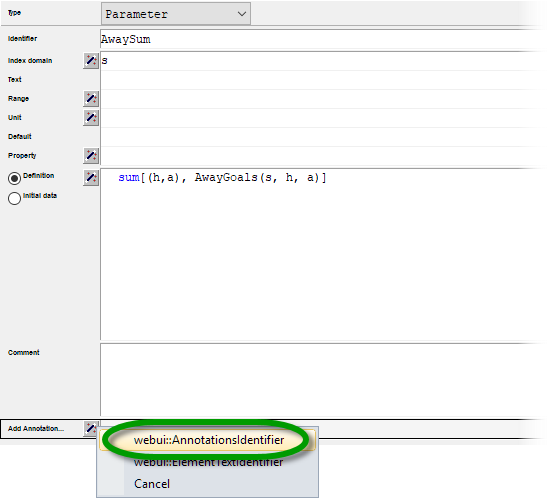 Type Parameter
Identifier AwaySum
Index domain s
Text
Range
Unit
Default
Property
Definition sum[(h,a), AwayGoals(s, h, a)]
Initial data
Comment
Add Annotation...
webui::AnnotationsIdentifier
webui::ElementTextIdentifier
Cancel